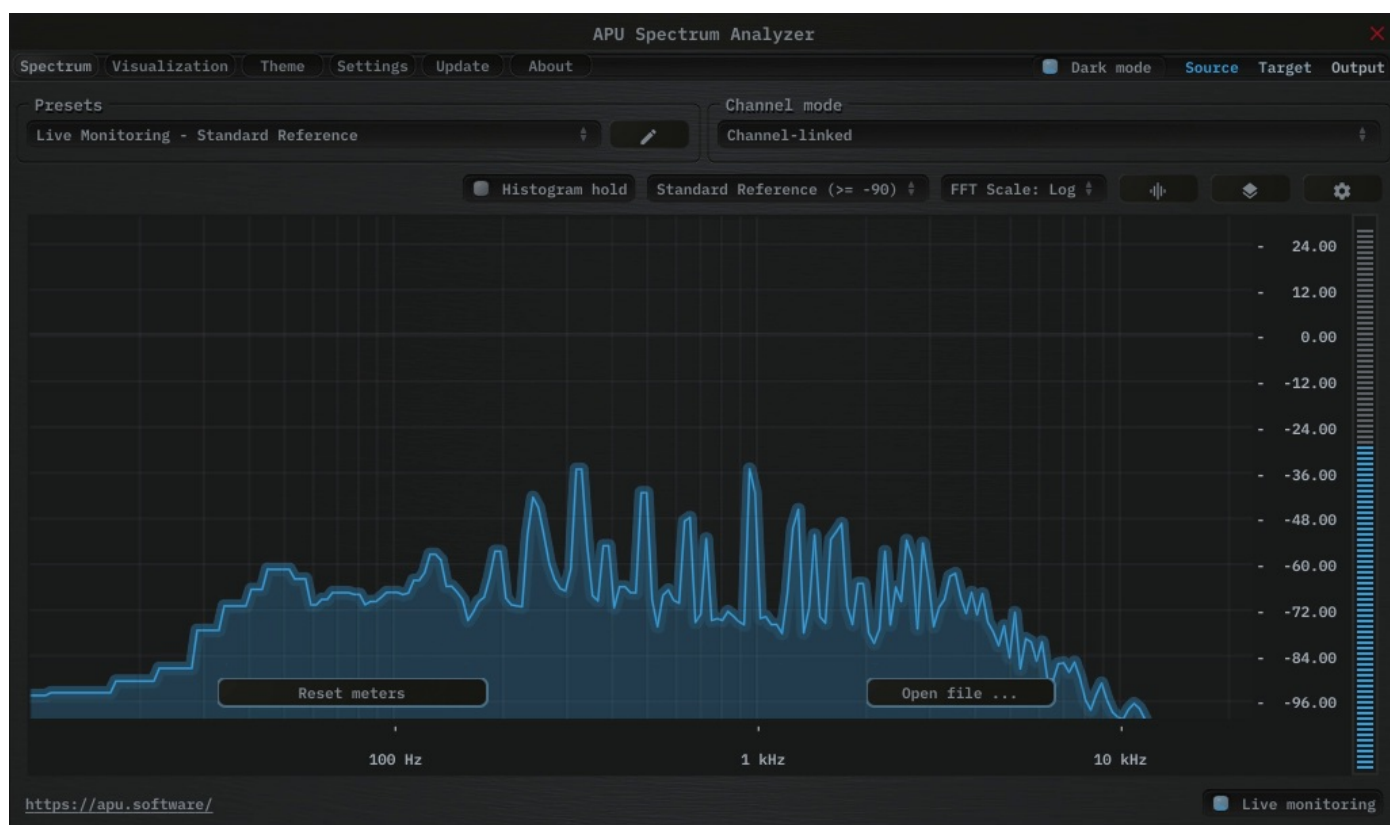 APU Spectrum Analyzer
Spectrum Visualization Theme Settings Update About Dark mode Source Target Output
Presets Channel mode
Live Monitoring - Standard Reference Channel-linked
Histogram hold Standard Reference (>= -90) FFT Scale: Log
- 24.00
- 12.00
- 0.00
- -12.00
- -24.00
- -36.00
- -48.00
- -60.00
- -72.00
- -84.00
Reset meters Open file ...
- -96.00
100 Hz 1 kHz 10 kHz
https://apu.software/ Live monitoring